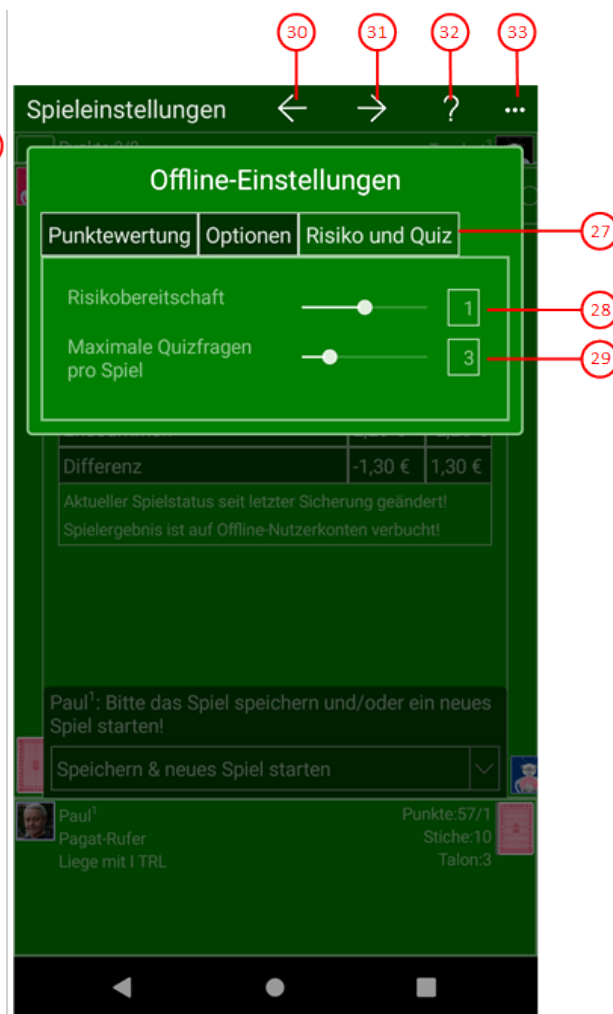 30 31 32 33
Spieleinstellungen ← → ? ...
Offline-Einstellungen
Punktewertung Optionen Risiko und Quiz
27
Risikobereitschaft 1
28
Maximale Quizfragen
pro Spiel 3
29
Differenz -1,30 € 1,30 €
Aktueller Spielstatus seit letzter Sicherung geändert!
Spielergebnis ist auf Offline-Nutzerkonten verbucht!
Paul¹: Bitte das Spiel speichern und/oder ein neues
Spiel starten!
Speichern & neues Spiel starten
Paul¹ Punkte:57/1
Pagat-Rufer Stiche:10
Liege mit I TRL Talon:3